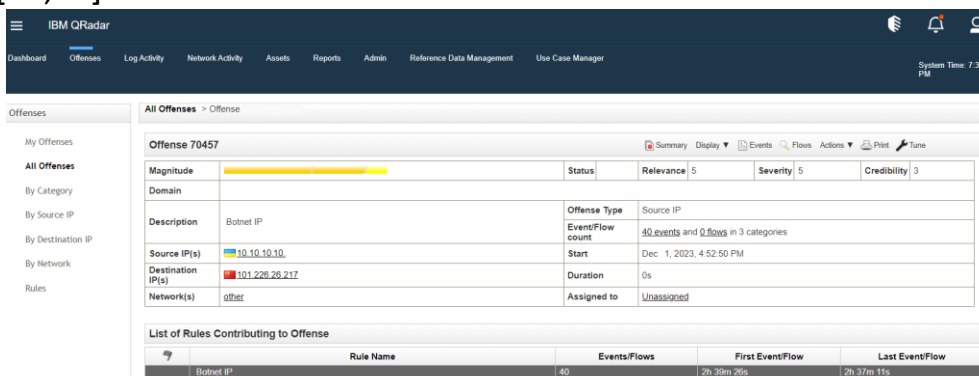 IBM QRadar
Dashboard Offenses Log Activity Network Activity Assets Reports Admin Reference Data Management Use Case Manager
System Time: 7:3
PM
Offenses
My Offenses
All Offenses
By Category
By Source IP
By Destination IP
By Network
Rules
All Offenses > Offense
Offense 70457 Summary Display ▼ Events Flows Actions ▼ Print Tune
Magnitude Status Relevance 5 Severity 5 Credibility 3
Domain
Description Botnet IP Offense Type Source IP
Event/Flow count 40 events and 0 flows in 3 categories
Source IP(s) 10.10.10.10. Start Dec 1, 2023, 4:52:50 PM
Destination IP(s) 101.226.26.217 Duration 0s
Network(s) other Assigned to Unassigned
List of Rules Contributing to Offense
Rule Name Events/Flows First Event/Flow Last Event/Flow
Botnet IP 40 2h 39m 26s 2h 37m 11s